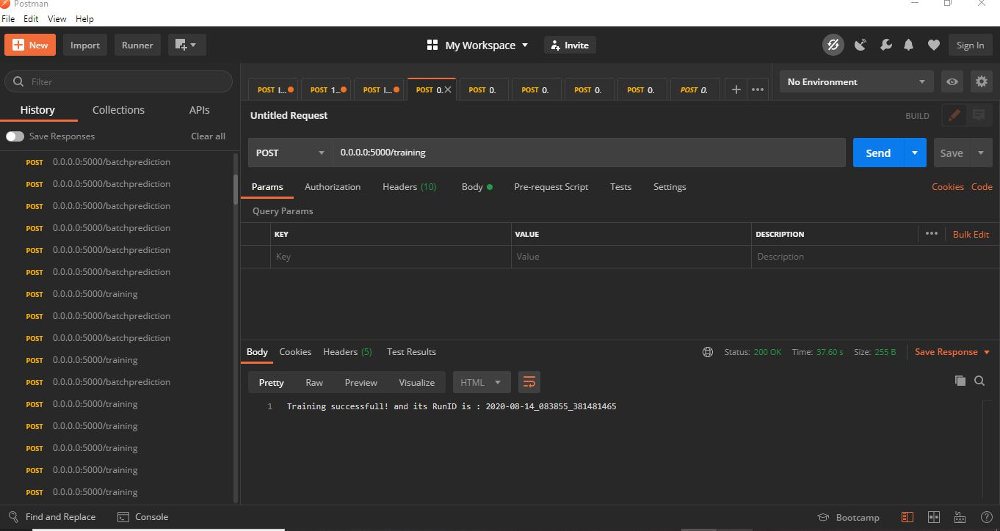 Postman
File Edit View Help
New Import Runner My Workspace Invite Sign In
Filter
History Collections APIs
Save Responses Clear all
POST 0.0.0.0:5000/batchprediction
POST 0.0.0.0:5000/batchprediction
POST 0.0.0.0:5000/batchprediction
POST 0.0.0.0:5000/batchprediction
POST 0.0.0.0:5000/batchprediction
POST 0.0.0.0:5000/batchprediction
POST 0.0.0.0:5000/training
POST 0.0.0.0:5000/batchprediction
POST 0.0.0.0:5000/batchprediction
POST 0.0.0.0:5000/training
POST 0.0.0.0:5000/batchprediction
POST 0.0.0.0:5000/training
POST 0.0.0.0:5000/training
POST 0.0.0.0:5000/training
POST 0.0.0.0:5000/training
POST 0.0.0.0:5000/training
POST l... POST 1.. POST l... POST 0. POST 0. POST 0. POST 0. POST 0. POST 0. No Environment
Untitled Request BUILD
POST 0.0.0.0:5000/training Send Save
Params Authorization Headers (10) Body Pre-request Script Tests Settings Cookies Code
Query Params
KEY VALUE DESCRIPTION Bulk Edit
Key Value Description
Body Cookies Headers (5) Test Results Status: 200 OK Time: 37.60 s Size: 255 B Save Response
Pretty Raw Preview Visualize HTML
1 Training successfull! and its RunID is : 2020-08-14_083855_381481465
Find and Replace Console Bootcamp